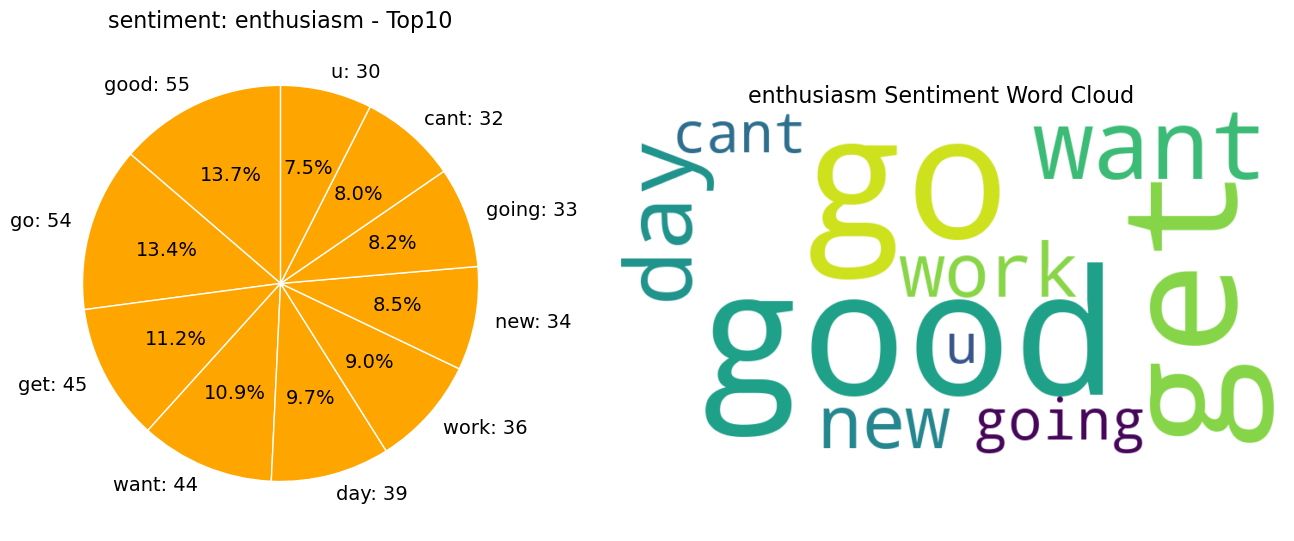 sentiment: enthusiasm - Top10
u: 30
good: 55
cant: 32
7.5%
13.7%
8.0%
going: 33
go: 54
8.2%
13.4%
8.5%
new: 34
11.2%
9.0%
get: 45
10.9%
9.7%
work: 36
want: 44
day: 39
enthusiasm Sentiment Word Cloud
cant
want
go
day
get
work
good
u
new
going